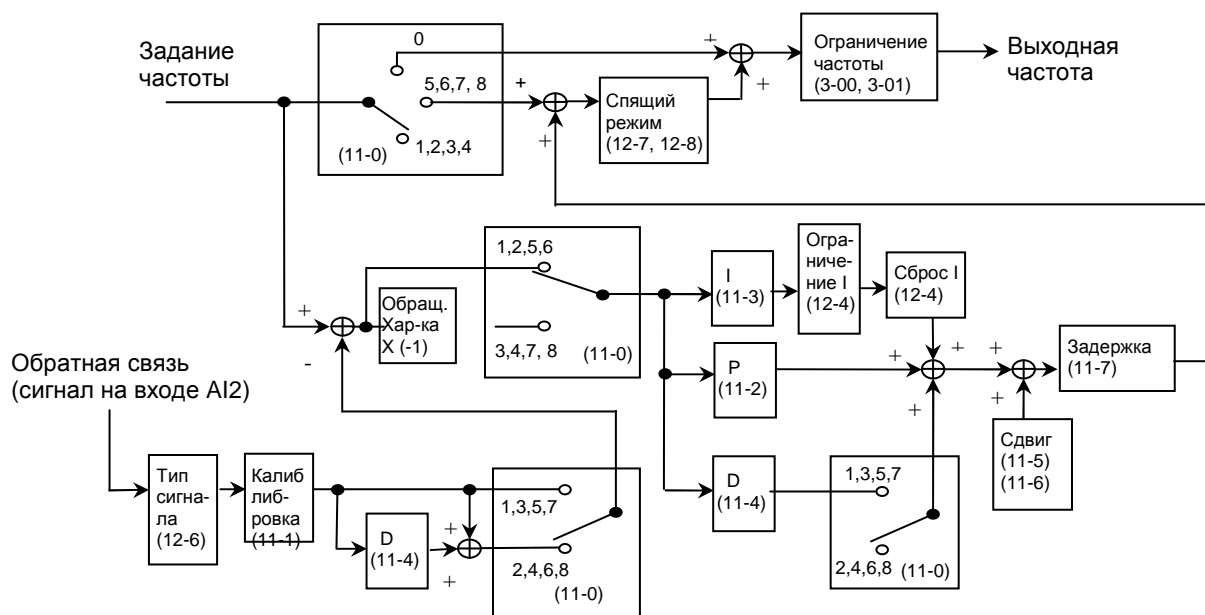 Задание
частоты
0
5,6,7, 8
1,2,3,4
(11-0)
+
+
Спящий
режим
(12-7, 12-8)
+
+
Ограничение
частоты
(3-00, 3-01)
Выходная
частота
+
-
Обращ.
Хар-ка
X (-1)
1,2,5,6
3,4,7, 8
(11-0)
I
(11-3)
Огра-
ниче-
ние I
(12-4)
Сброс I
(12-4)
P
(11-2)
D
(11-4)
1,3,5,7
2,4,6,8
(11-0)
+
+
+
+
+
Сдвиг
(11-5)
(11-6)
Задержка
(11-7)
Обратная связь
(сигнал на входе AI2)
Тип
сигна-
ла
(12-6)
Калиб
либ-
ровка
(11-1)
D
(11-4)
+
+
1,3,5,7
2,4,6,8
(11-0)